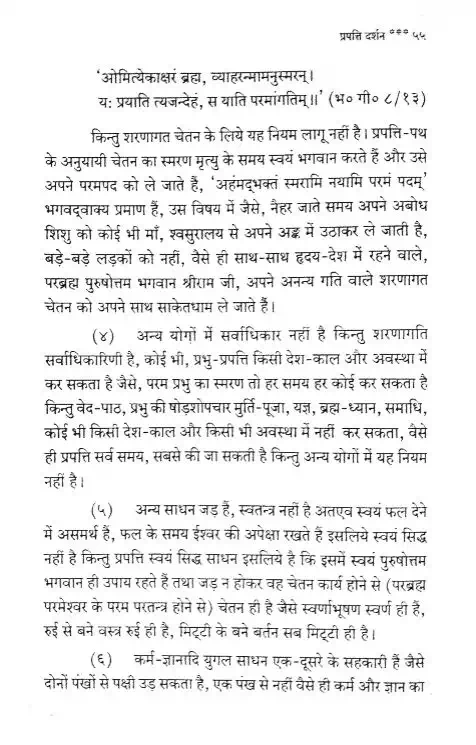 प्रपत्ति दर्शन *** ५५
'ओमित्येकाक्षरं ब्रह्म, व्याहरन्मामनुस्मरन्।
यः प्रयाति त्यजन्देहं, स याति परमांगतिम्॥' (भ० गी० ८/१३)
किन्तु शरणागत चेतन के लिये यह नियम लागू नहीं है। प्रपत्ति-पथ
के अनुयायी चेतन का स्मरण मृत्यु के समय स्वयं भगवान करते हैं और उसे
अपने परमपद को ले जाते हैं, 'अहंमद्भक्तं स्मरामि नयामि परमं पदम्'
भगवद्वाक्य प्रमाण हैं, उस विषय में जैसे, नैहर जाते समय अपने अबोध
शिशु को कोई भी माँ, श्वसुरालय से अपने अङ्क में उठाकर ले जाती है,
बड़े-बड़े लड़कों को नहीं, वैसे ही साथ-साथ हृदय-देश में रहने वाले,
परब्रह्म पुरुषोत्तम भगवान श्रीराम जी, अपने अनन्य गति वाले शरणागत
चेतन को अपने साथ साकेतधाम ले जाते हैं।
(४) अन्य योगों में सर्वाधिकार नहीं है किन्तु शरणागति
सर्वाधिकारिणी है, कोई भी, प्रभु-प्रपत्ति किसी देश-काल और अवस्था में
कर सकता है जैसे, परम प्रभु का स्मरण तो हर समय हर कोई कर सकता है
किन्तु वेद-पाठ, प्रभु की षोड़शोपचार मुर्ति-पूजा, यज्ञ, ब्रह्म-ध्यान, समाधि,
कोई भी किसी देश-काल और किसी भी अवस्था में नहीं कर सकता, वैसे
ही प्रपत्ति सर्व समय, सबसे की जा सकती है किन्तु अन्य योगों में यह नियम
नहीं है।
(५) अन्य साधन जड़ हैं, स्वतन्त्र नहीं है अतएव स्वयं फल देने
में असमर्थ हैं, फल के समय ईश्वर की अपेक्षा रखते हैं इसलिये स्वयं सिद्ध
नहीं है किन्तु प्रपत्ति स्वयं सिद्ध साधन इसलिये है कि इसमें स्वयं पुरुषोत्तम
भगवान ही उपाय रहते हैं तथा जड़ न होकर वह चेतन कार्य होने से (परब्रह्म
परमेश्वर के परम परतन्त्र होने से) चेतन ही है जैसे स्वर्णाभूषण स्वर्ण ही हैं,
रुई से बने वस्त्र रुई ही है, मिट्टी के बने बर्तन सब मिट्टी ही है।
(६) कर्म-ज्ञानादि युगल साधन एक-दूसरे के सहकारी हैं जैसे
दोनों पंखों से पक्षी उड़ सकता है, एक पंख से नहीं वैसे ही कर्म और ज्ञान का